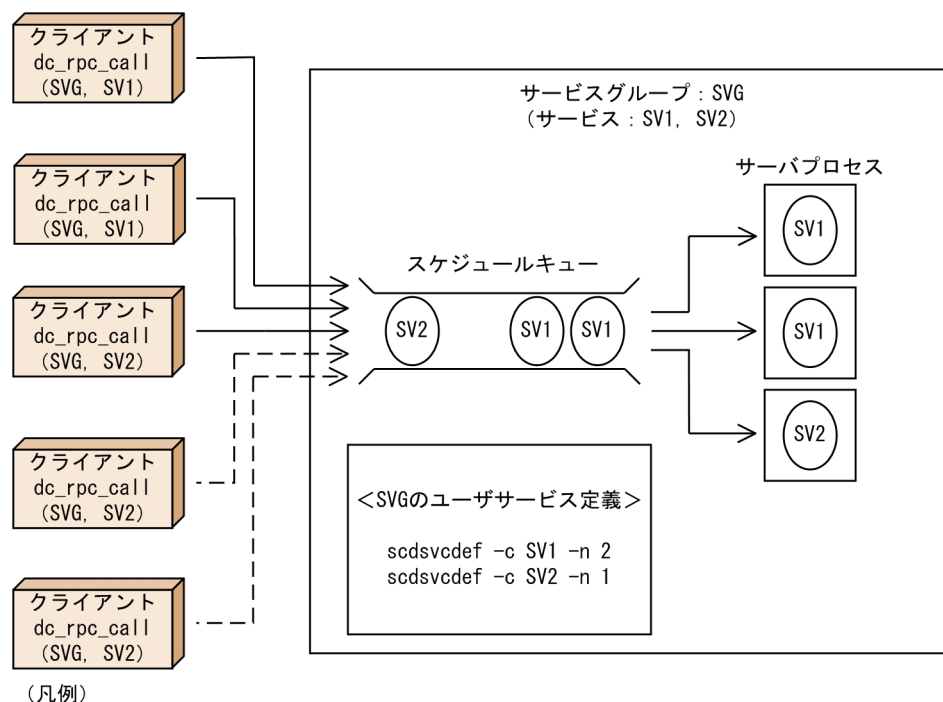 クライアント
dc_rpc_call
(SVG, SV1)
クライアント
dc_rpc_call
(SVG, SV1)
クライアント
dc_rpc_call
(SVG, SV2)
クライアント
dc_rpc_call
(SVG, SV2)
クライアント
dc_rpc_call
(SVG, SV2)
サービスグループ：SVG
(サービス：SV1, SV2)
サーバプロセス
SV1
SV1
SV2
スケジュールキュー
SV2
SV1
SV1
＜SVGのユーザサービス定義＞
scdsvcdef -c SV1 -n 2
scdsvcdef -c SV2 -n 1
(凡例)